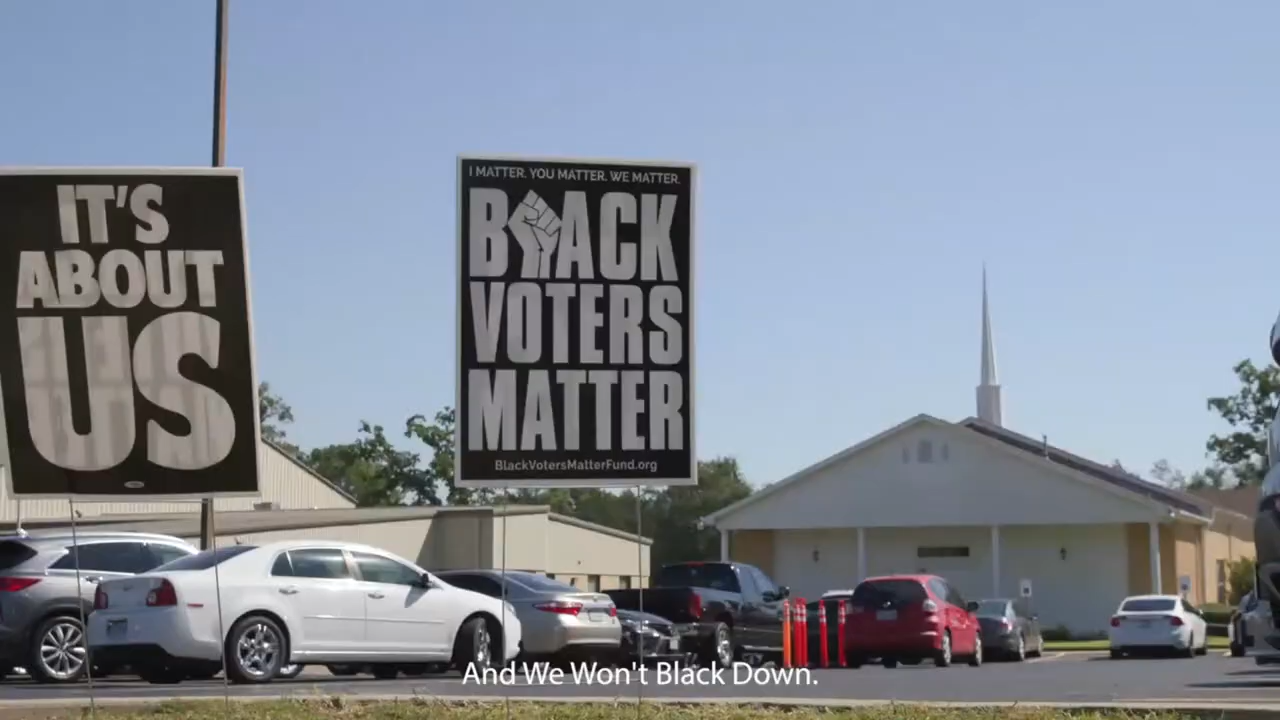 IT'S
ABOUT
US
I MATTER. YOU MATTER. WE MATTER.
BLACK
VOTERS
MATTER
BlackVotersMatterFund.org
And We Won't Black Down.